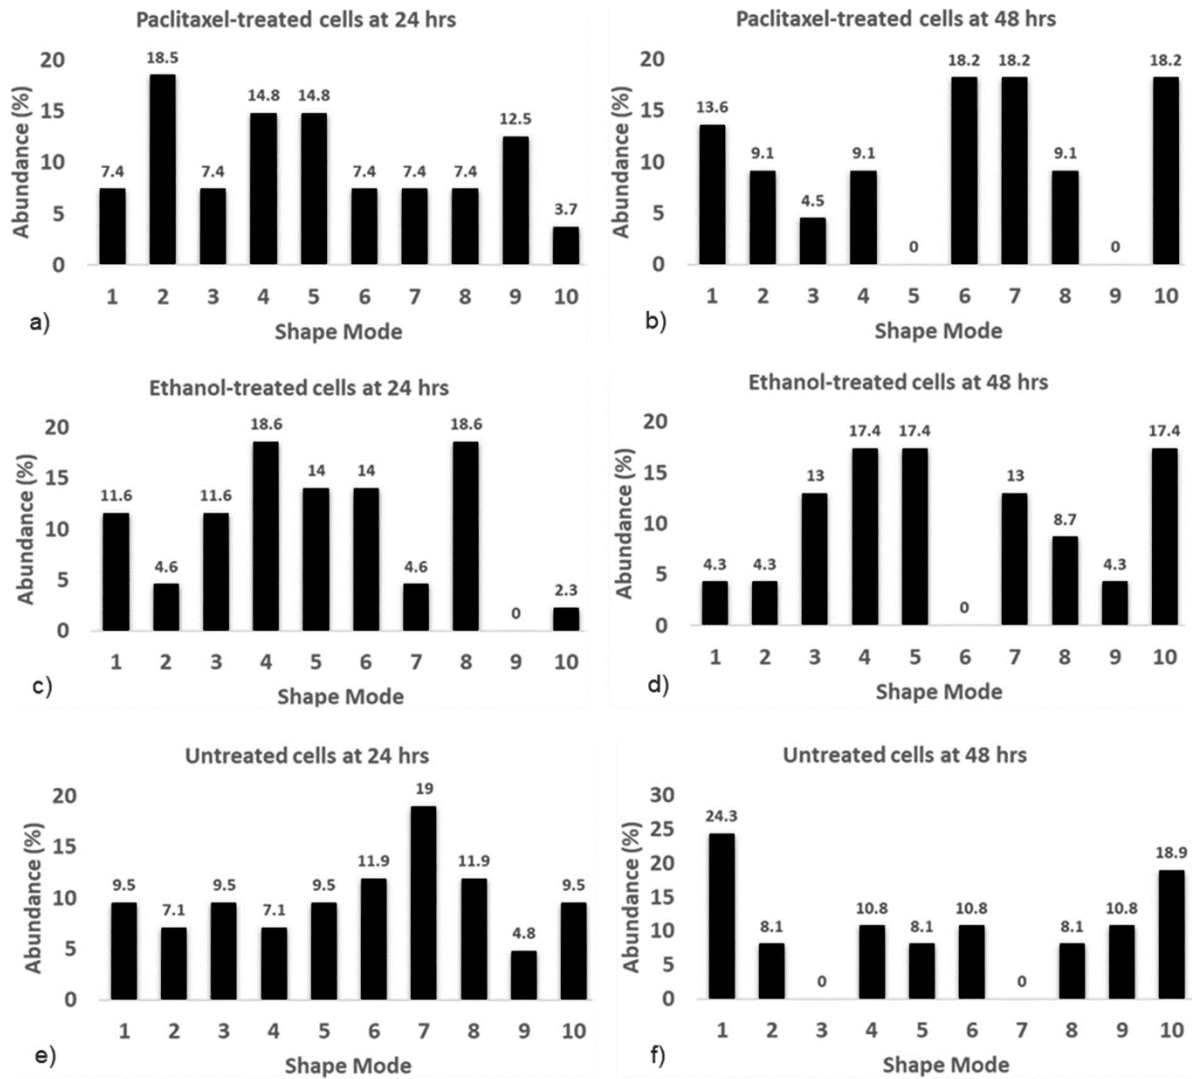 Paclitaxel-treated cells at 24 hrs
Abundance (%)
20
15
10
5
0
7.4 18.5 7.4 14.8 14.8 7.4 7.4 7.4 12.5 3.7
1 2 3 4 5 6 7 8 9 10
Shape Mode
a)
Paclitaxel-treated cells at 48 hrs
Abundance (%)
20
15
10
5
0
13.6 9.1 4.5 9.1 0 18.2 18.2 9.1 0 18.2
1 2 3 4 5 6 7 8 9 10
Shape Mode
b)
Ethanol-treated cells at 24 hrs
Abundance (%)
20
15
10
5
0
11.6 4.6 11.6 18.6 14 14 4.6 18.6 0 2.3
1 2 3 4 5 6 7 8 9 10
Shape Mode
c)
Ethanol-treated cells at 48 hrs
Abundance (%)
20
15
10
5
0
4.3 4.3 13 17.4 17.4 0 13 8.7 4.3 17.4
1 2 3 4 5 6 7 8 9 10
Shape Mode
d)
Untreated cells at 24 hrs
Abundance (%)
20
15
10
5
0
9.5 7.1 9.5 7.1 9.5 11.9 19 11.9 4.8 9.5
1 2 3 4 5 6 7 8 9 10
Shape Mode
e)
Untreated cells at 48 hrs
Abundance (%)
30
25
20
15
10
5
0
24.3 8.1 0 10.8 8.1 10.8 0 8.1 10.8 18.9
1 2 3 4 5 6 7 8 9 10
Shape Mode
f)